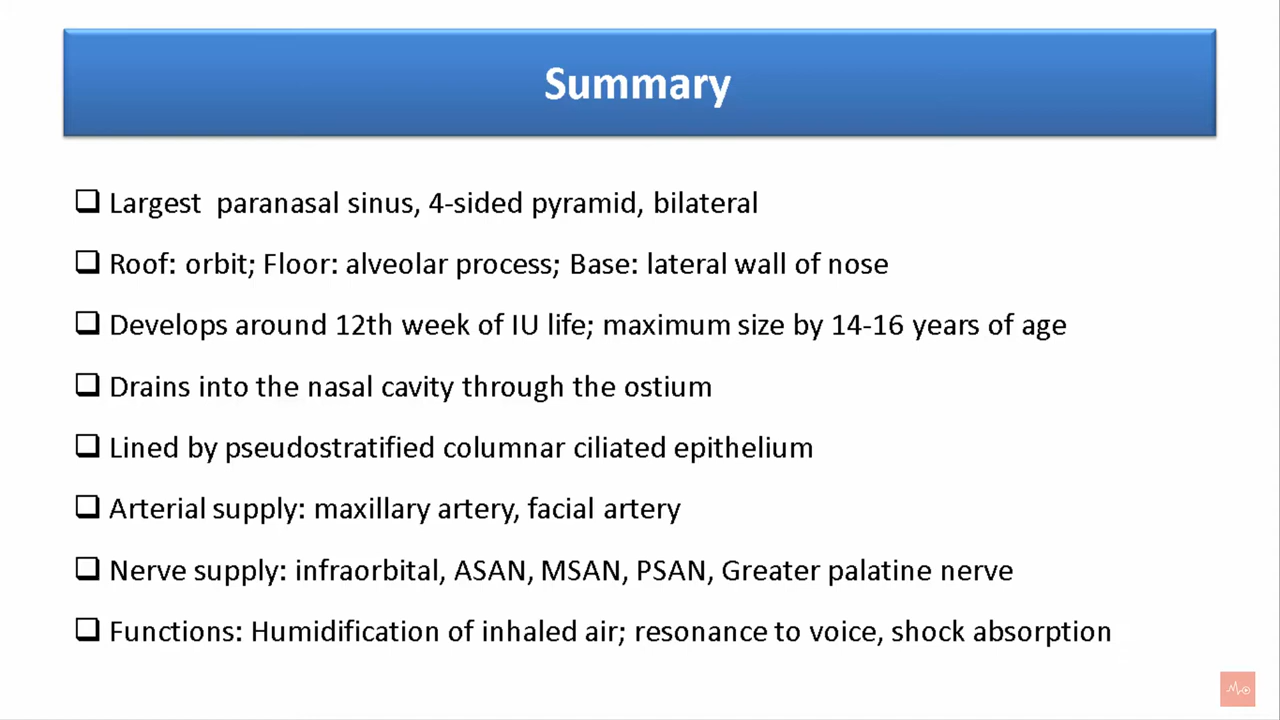 Summary
❑ Largest paranasal sinus, 4-sided pyramid, bilateral
❑ Roof: orbit; Floor: alveolar process; Base: lateral wall of nose
❑ Develops around 12th week of IU life; maximum size by 14-16 years of age
❑ Drains into the nasal cavity through the ostium
❑ Lined by pseudostratified columnar ciliated epithelium
❑ Arterial supply: maxillary artery, facial artery
❑ Nerve supply: infraorbital, ASAN, MSAN, PSAN, Greater palatine nerve
❑ Functions: Humidification of inhaled air; resonance to voice, shock absorption